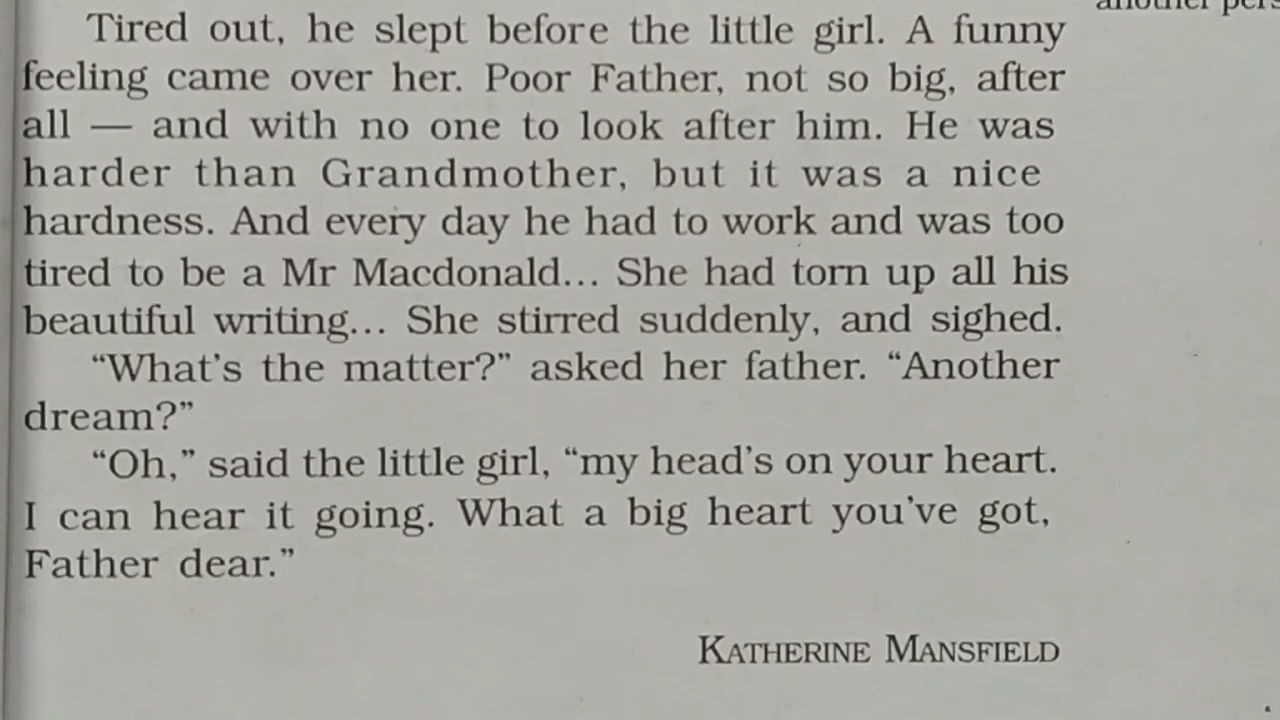 another pers
Tired out, he slept before the little girl. A funny
feeling came over her. Poor Father, not so big, after
all — and with no one to look after him. He was
harder than Grandmother, but it was a nice
hardness. And every day he had to work and was too
tired to be a Mr Macdonald... She had torn up all his
beautiful writing... She stirred suddenly, and sighed.
“What’s the matter?” asked her father. “Another
dream?”
“Oh,” said the little girl, “my head’s on your heart.
I can hear it going. What a big heart you’ve got,
Father dear.”
KATHERINE MANSFIELD